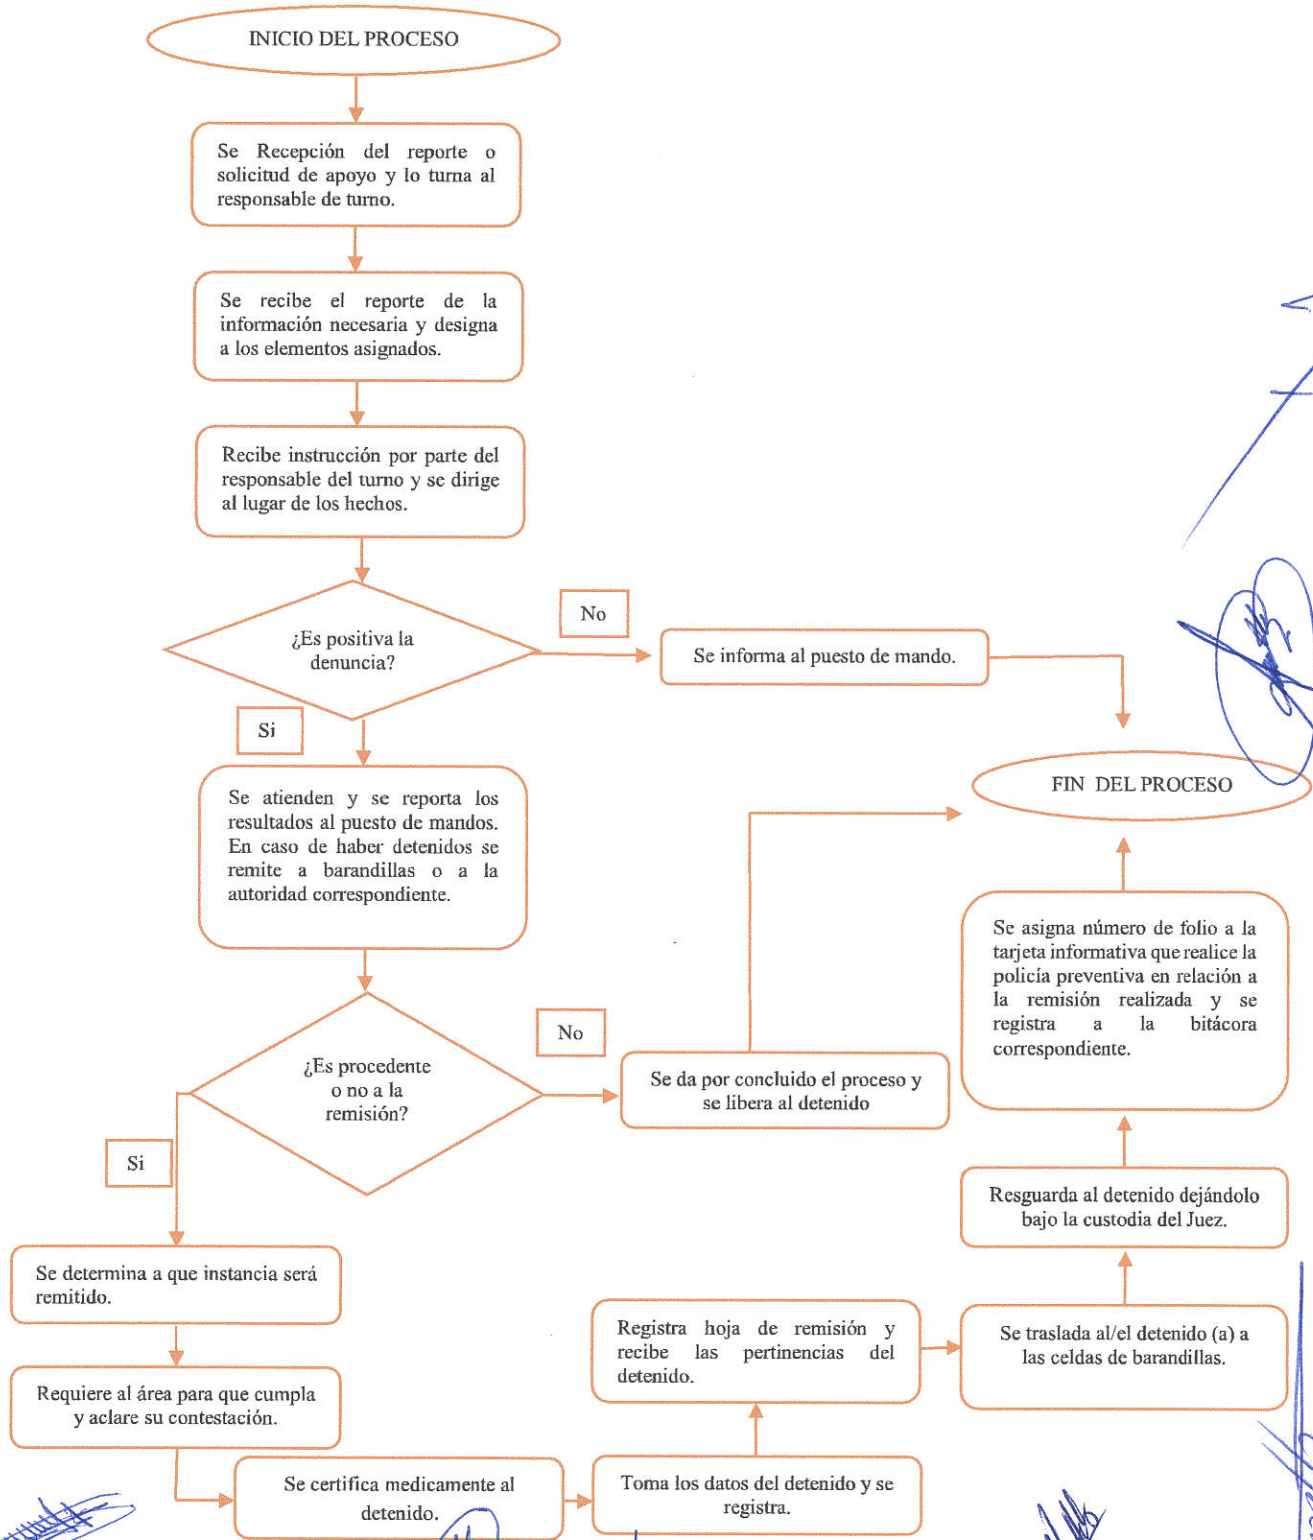 INICIO DEL PROCESO
Se Recepción del reporte o
solicitud de apoyo y lo turna al
responsable de turno.
Se recibe el reporte de la
información necesaria y designa
a los elementos asignados.
Recibe instrucción por parte del
responsable del turno y se dirige
al lugar de los hechos.
¿Es positiva la
denuncia?
No
Se informa al puesto de mando.
Si
Se atienden y se reporta los
resultados al puesto de mandos.
En caso de haber detenidos se
remite a barandillas o a la
autoridad correspondiente.
FIN DEL PROCESO
¿Es procedente
o no a la
remisión?
No
Se da por concluido el proceso y
se libera al detenido
Se asigna número de folio a la
tarjeta informativa que realice la
policía preventiva en relación a
la remisión realizada y se
registra a la bitácora
correspondiente.
Si
Resguarda al detenido dejándolo
bajo la custodia del Juez.
Se determina a que instancia será
remitido.
Registra hoja de remisión y
recibe las pertinencias del
detenido.
Se traslada al/el detenido (a) a
las celdas de barandillas.
Requiere al área para que cumpla
y aclare su contestación.
Se certifica medicamente al
detenido.
Toma los datos del detenido y se
registra.